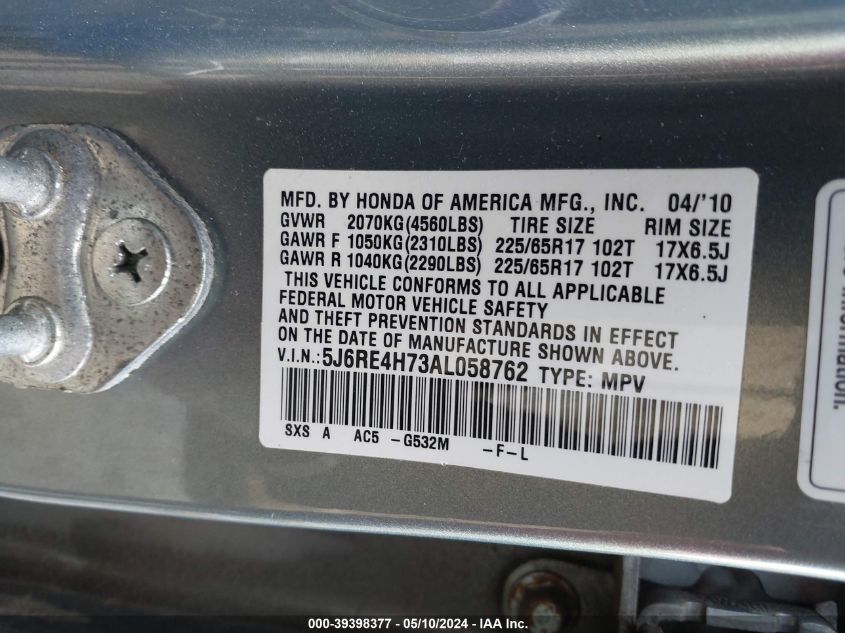 MFD. BY HONDA OF AMERICA MFG., INC. 04/'10
GVWR 2070KG(4560LBS) TIRE SIZE RIM SIZE
GAWR F 1050KG(2310LBS) 225/65R17 102T 17X6.5J
GAWR R 1040KG(2290LBS) 225/65R17 102T 17X6.5J
THIS VEHICLE CONFORMS TO ALL APPLICABLE
FEDERAL MOTOR VEHICLE SAFETY
AND THEFT PREVENTION STANDARDS IN EFFECT
ON THE DATE OF MANUFACTURE SHOWN ABOVE.
V.I.N.: 5J6RE4H73AL058762 TYPE: MPV
SXS A AC5 -G532M -F-L
information.
000-39398377 - 05/10/2024 - IAA Inc.